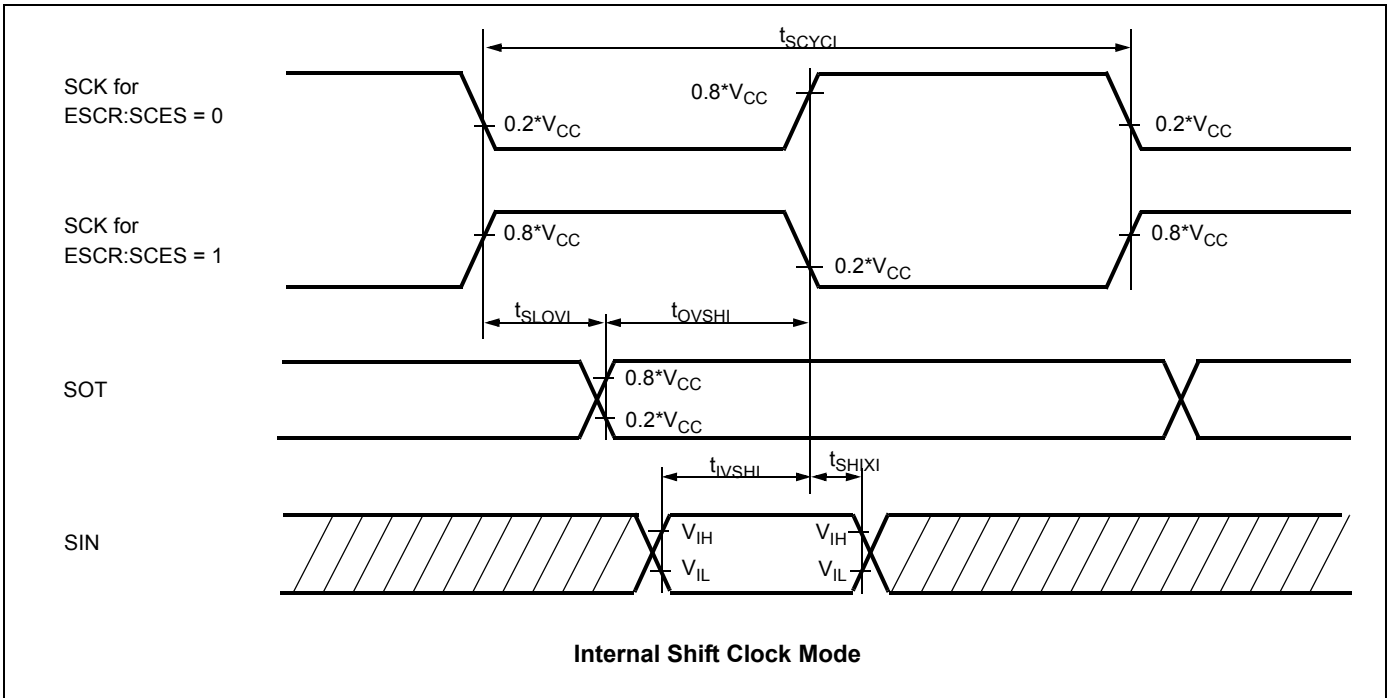 tSCYCI
SCK for
ESCR:SCES = 0
0.8*VCC
0.2*VCC
0.2*VCC
SCK for
ESCR:SCES = 1
0.8*VCC
0.8*VCC
0.2*VCC
tSLOVI
tOVSHI
SOT
0.8*VCC
0.2*VCC
tIVSHI
tSHIXI
SIN
VIH
VIH
VIL
VIL
Internal Shift Clock Mode